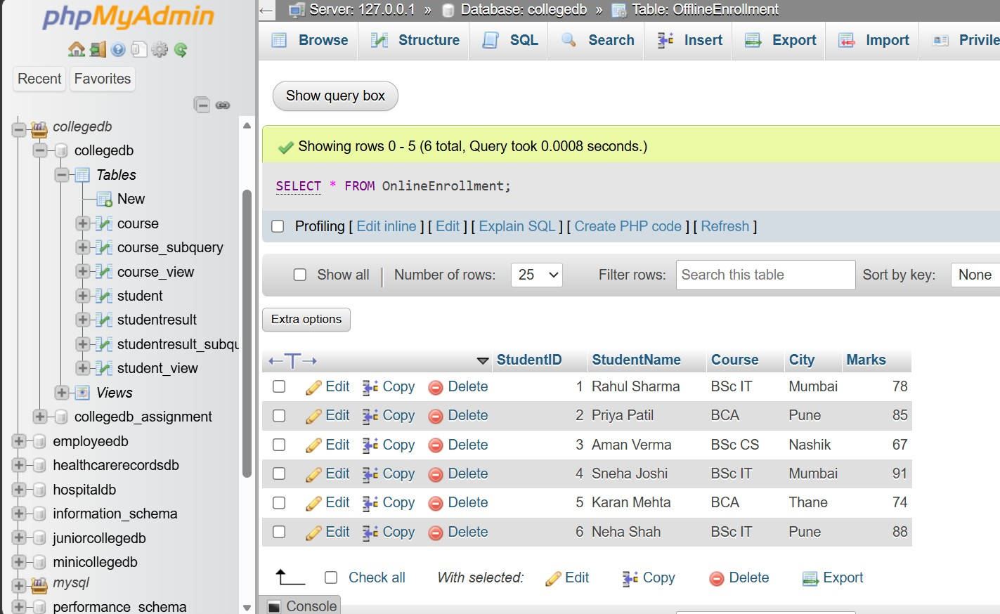 phpMyAdmin
Recent Favorites
collegedb
collegedb
Tables
New
course
course_subquery
course_view
student
studentresult
studentresult_subqu
student_view
Views
collegedb_assignment
employeedb
healthcarerecordsdb
hospitaldb
information_schema
juniorcollegedb
minicollegedb
mysql
performance_schema
Server: 127.0.0.1 » Database: collegedb » Table: OfflineEnrollment
Browse Structure SQL Search Insert Export Import Privile
Show query box
Showing rows 0 - 5 (6 total, Query took 0.0008 seconds.)
SELECT * FROM OnlineEnrollment;
Profiling [ Edit inline ] [ Edit ] [ Explain SQL ] [ Create PHP code ] [ Refresh ]
Show all | Number of rows: 25 Filter rows: Search this table Sort by key: None
Extra options
StudentID StudentName Course City Marks
Edit Copy Delete 1 Rahul Sharma BSc IT Mumbai 78
Edit Copy Delete 2 Priya Patil BCA Pune 85
Edit Copy Delete 3 Aman Verma BSc CS Nashik 67
Edit Copy Delete 4 Sneha Joshi BSc IT Mumbai 91
Edit Copy Delete 5 Karan Mehta BCA Thane 74
Edit Copy Delete 6 Neha Shah BSc IT Pune 88
Check all With selected: Edit Copy Delete Export
Console